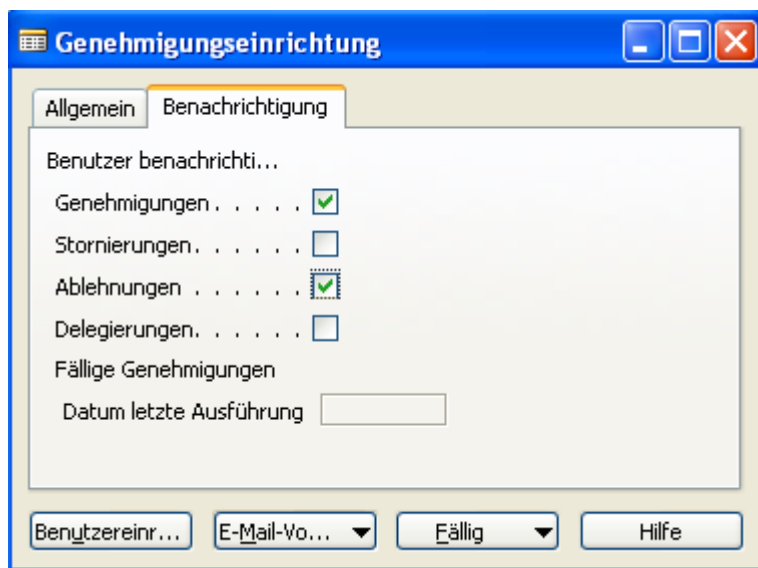 Genehmigungseinrichtung
Allgemein Benachrichtigung
Benutzer benachrichti...
Genehmigungen . . . . .
Stornierungen. . . . . .
Ablehnungen . . . . . .
Delegierungen. . . . . .
Fällige Genehmigungen
Datum letzte Ausführung
Benutzereinr... E-Mail-Vo... Fällig Hilfe